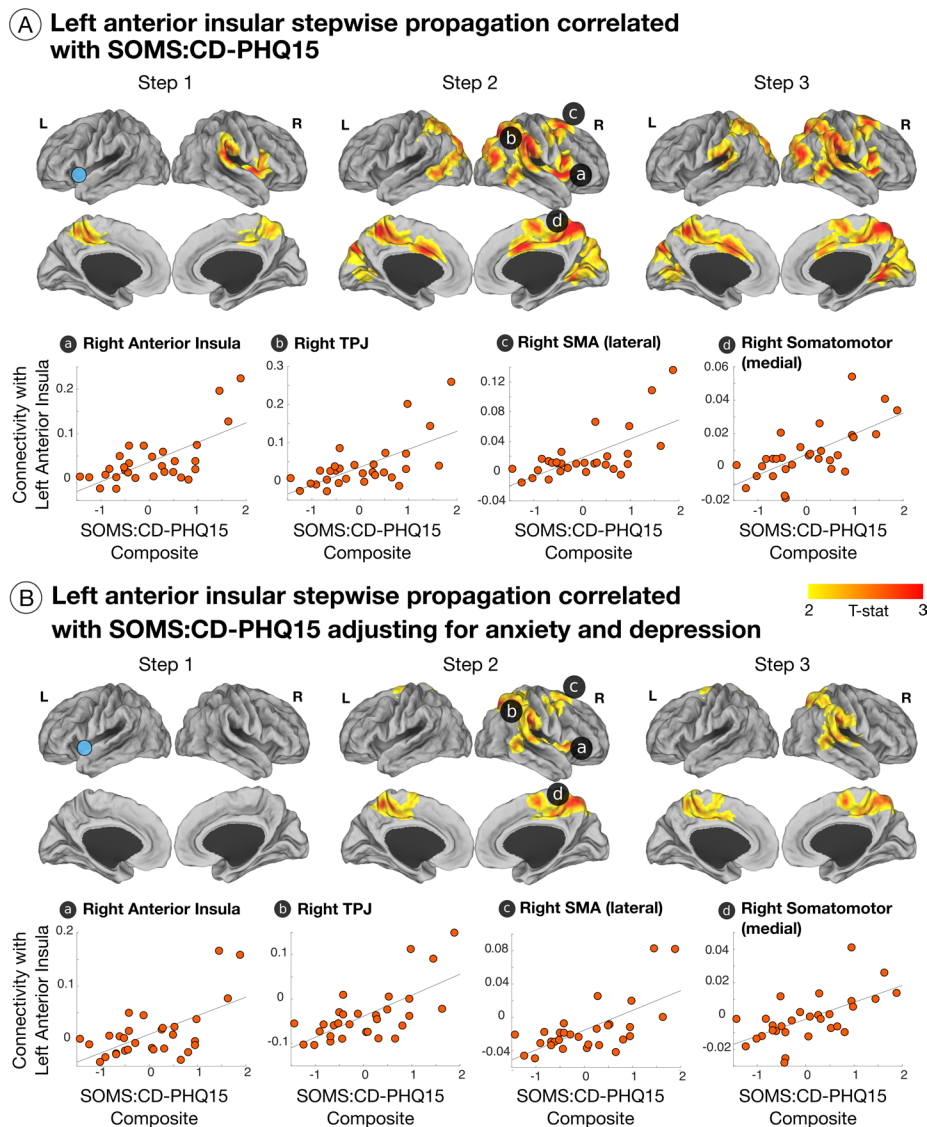 A Left anterior insular stepwise propagation correlated
with SOMS:CD-PHQ15
Step 1 Step 2 Step 3
L R L R L R
c
b
a
d
a Right Anterior Insula b Right TPJ c Right SMA (lateral) d Right Somatomotor
(medial)
Connectivity with
Left Anterior Insula
0.2
0.1
0
0.3
0.2
0.1
0
0.12
0.08
0.04
0
-0.04
0.06
0.04
0.02
0
-0.02
-1 0 1 2 -1 0 1 2 -1 0 1 2 -1 0 1 2
SOMS:CD-PHQ15 SOMS:CD-PHQ15 SOMS:CD-PHQ15 SOMS:CD-PHQ15
Composite Composite Composite Composite
B Left anterior insular stepwise propagation correlated
with SOMS:CD-PHQ15 adjusting for anxiety and depression
2 T-stat 3
Step 1 Step 2 Step 3
L R L R L R
c
b
a
d
a Right Anterior Insula b Right TPJ c Right SMA (lateral) d Right Somatomotor
(medial)
Connectivity with
Left Anterior Insula
0.2
0.1
0
0.1
0
-0.1
0.08
0.04
0
-0.04
0.04
0.02
0
-0.02
-1 0 1 2 -1 0 1 2 -1 0 1 2 -1 0 1 2
SOMS:CD-PHQ15 SOMS:CD-PHQ15 SOMS:CD-PHQ15 SOMS:CD-PHQ15
Composite Composite Composite Composite